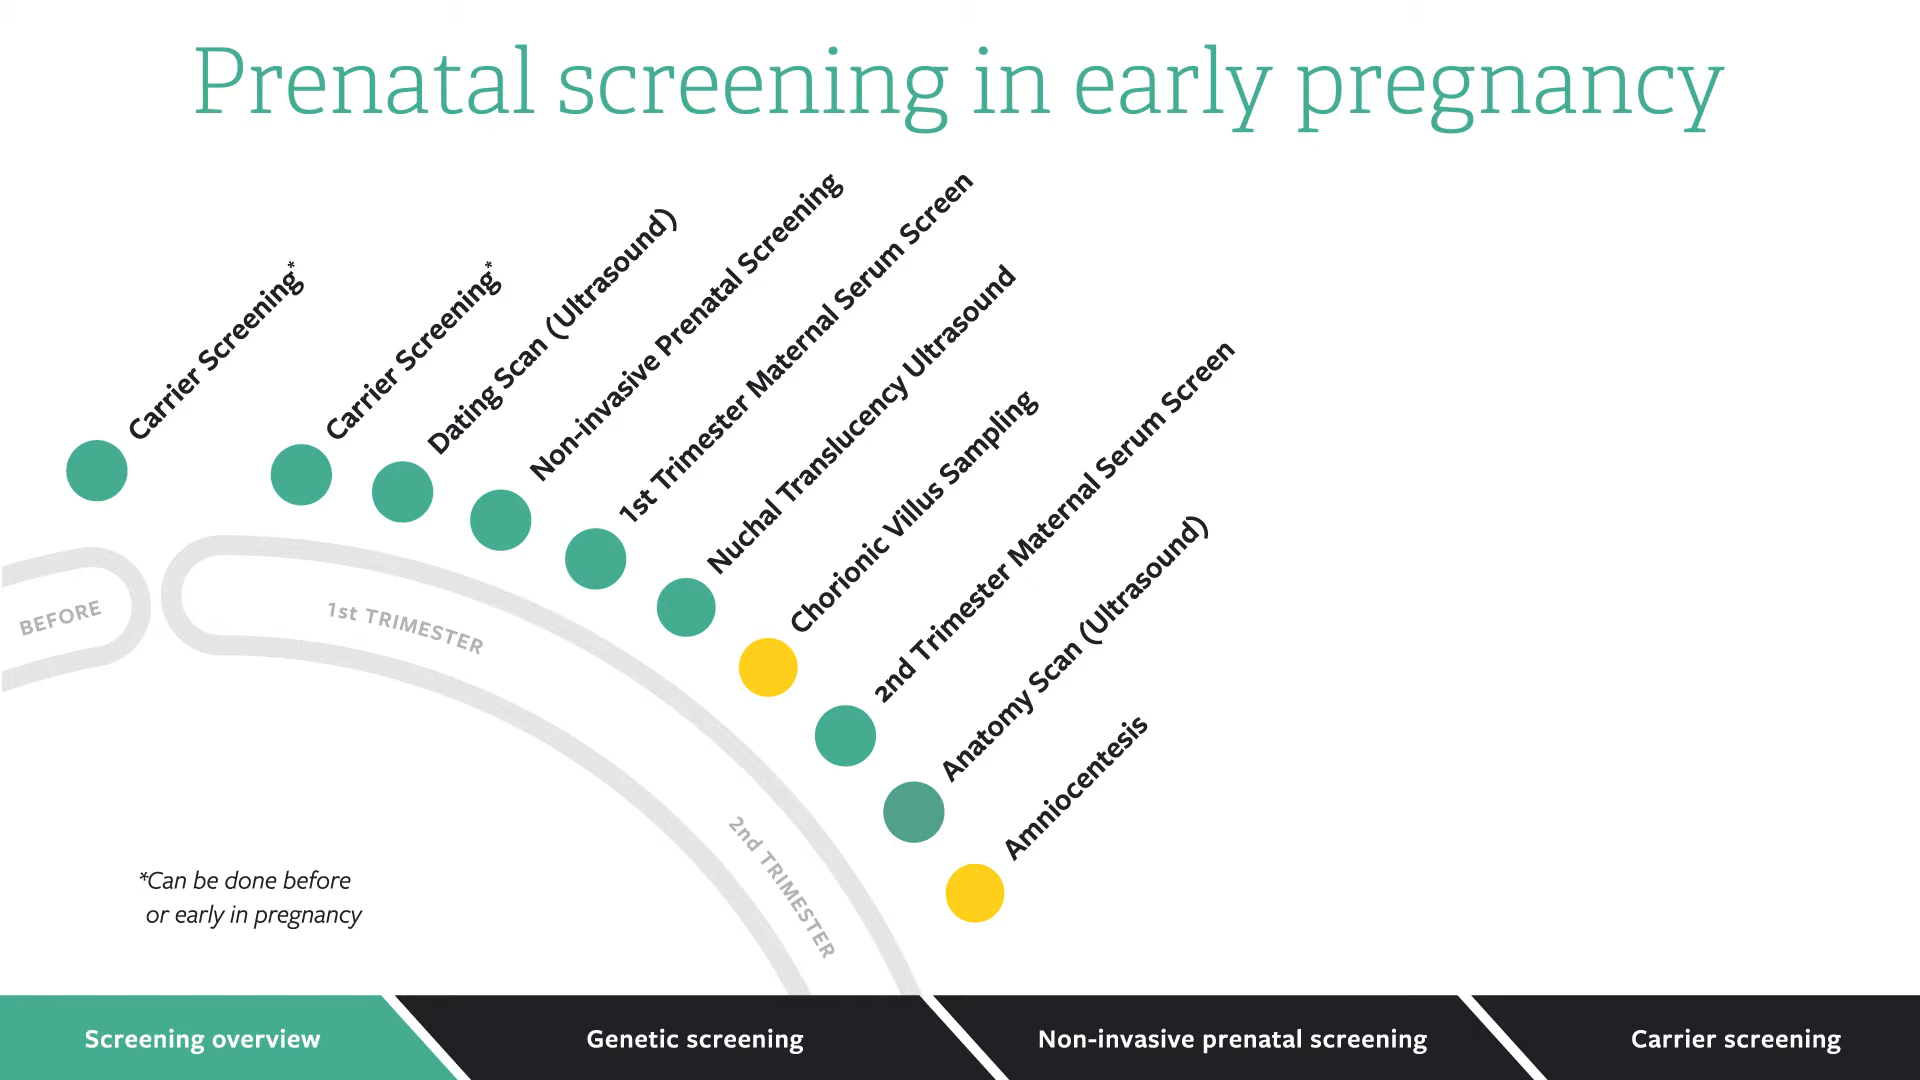 Prenatal screening in early pregnancy
Carrier Screening*
Carrier Screening*
Dating Scan (Ultrasound)
Non-invasive Prenatal Screening
1st Trimester Maternal Serum Screen
Nuchal Translucency Ultrasound
Chorionic Villus Sampling
2nd Trimester Maternal Serum Screen
Anatomy Scan (Ultrasound)
Amniocentesis
BEFORE
1st TRIMESTER
2nd TRIMESTER
*Can be done before
or early in pregnancy
Screening overview
Genetic screening
Non-invasive prenatal screening
Carrier screening